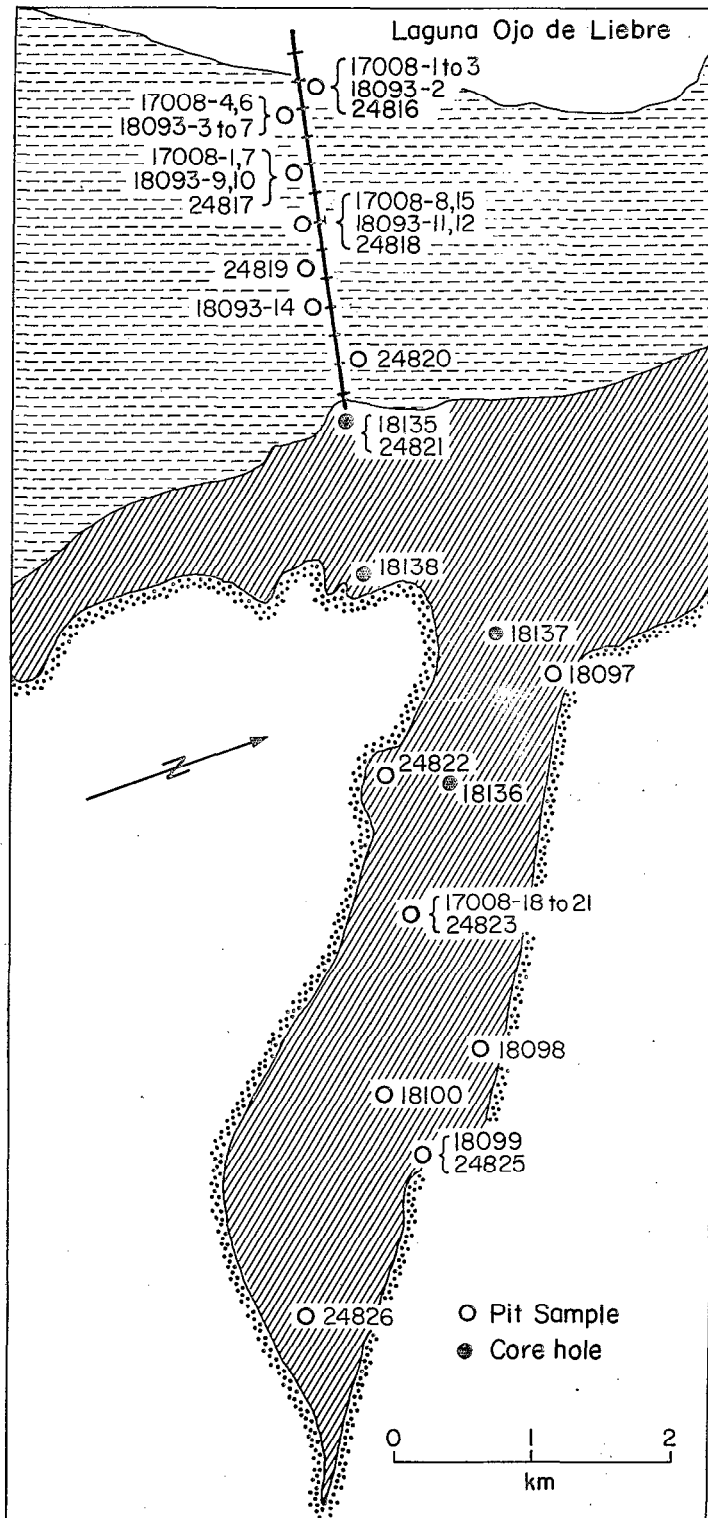 Laguna Ojo de Liebre
17008-1 to 3
18093-2
24816
17008-4,6
18093-3 to 7
17008-1,7
18093-9,10
24817
17008-8,15
18093-11,12
24818
24819
18093-14
24820
18135
24821
18138
18137
18097
N
24822
18136
17008-18 to 21
24823
18098
18100
18099
24825
24826
Pit Sample
Core hole
0 1 2
km